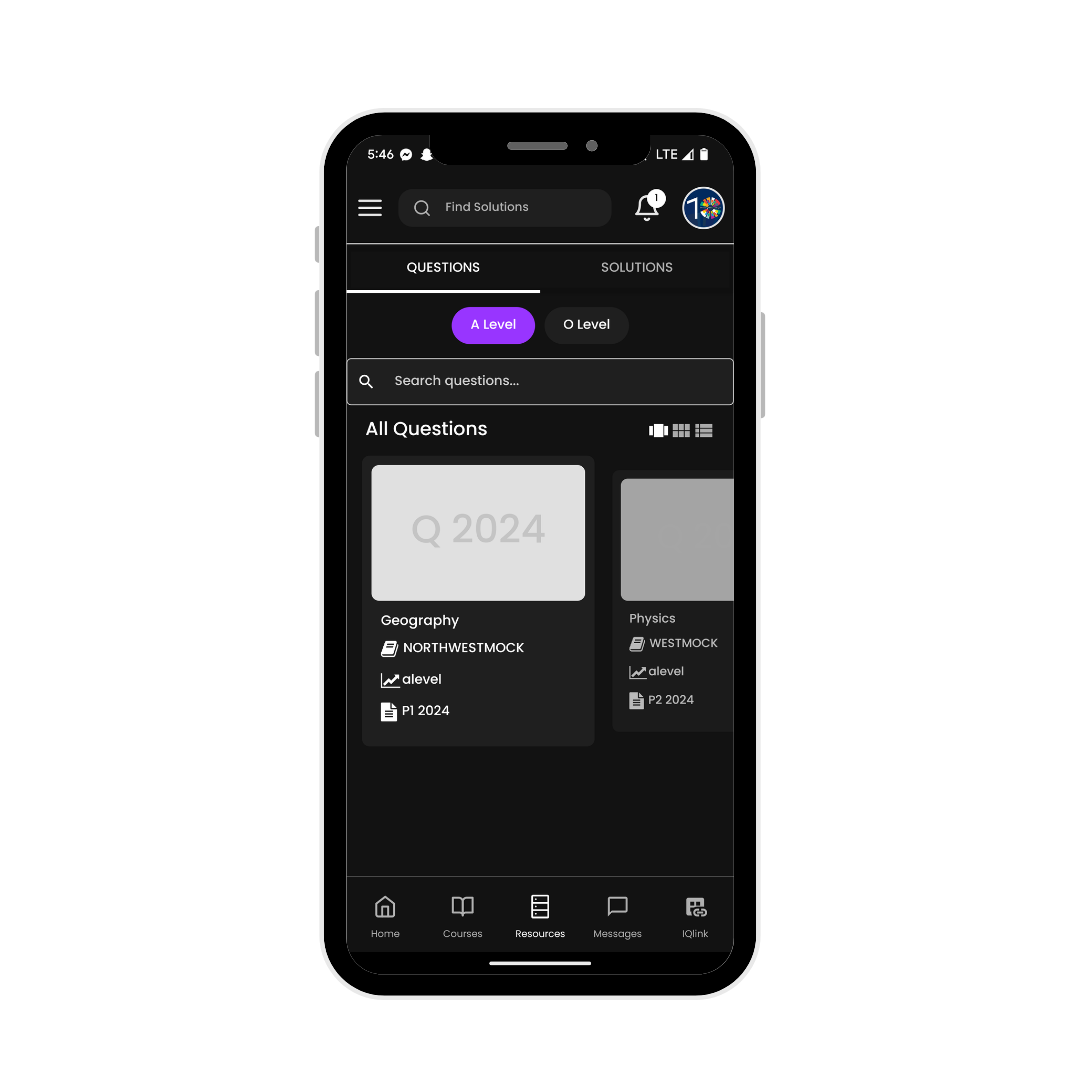 5:46
LTE
Find Solutions
1
10
QUESTIONS
SOLUTIONS
A Level
O Level
Search questions...
All Questions
Q 2024
Geography
NORTHWESTMOCK
alevel
P1 2024
Physics
WESTMOCK
alevel
P2 2024
Home
Courses
Resources
Messages
IQlink